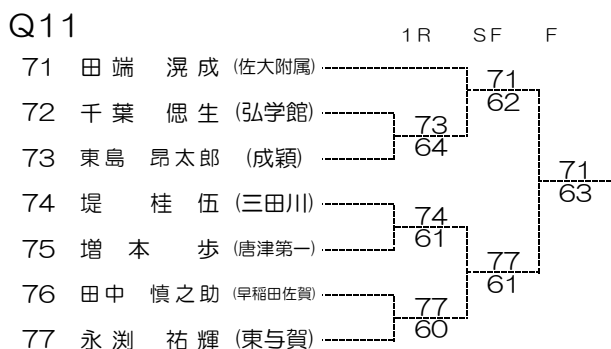 Q11
1R SF F
71 田端 滉成 (佐大附属)
72 千葉 偲生 (弘学館)
73 東島 昂太郎 (成穎)
74 堤 桂伍 (三田川)
75 増本 歩 (唐津第一)
76 田中 慎之助 (早稲田佐賀)
77 永渕 祐輝 (東与賀)
73
64
74
61
77
60
71
62
77
61
71
63